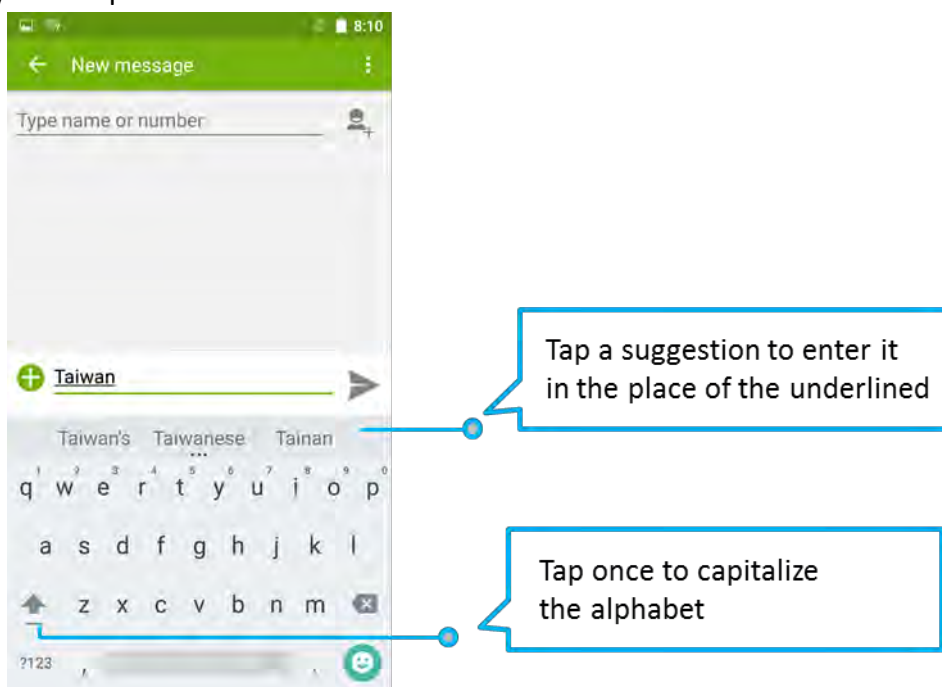 8:10
New message
Type name or number
Taiwan
Taiwan's Taiwanese Tainan
1 2 3 4 5 6 7 8 9 0
q w e r t y u i o p
a s d f g h j k l
z x c v b n m
?123 , .
Tap a suggestion to enter it
in the place of the underlined
Tap once to capitalize
the alphabet